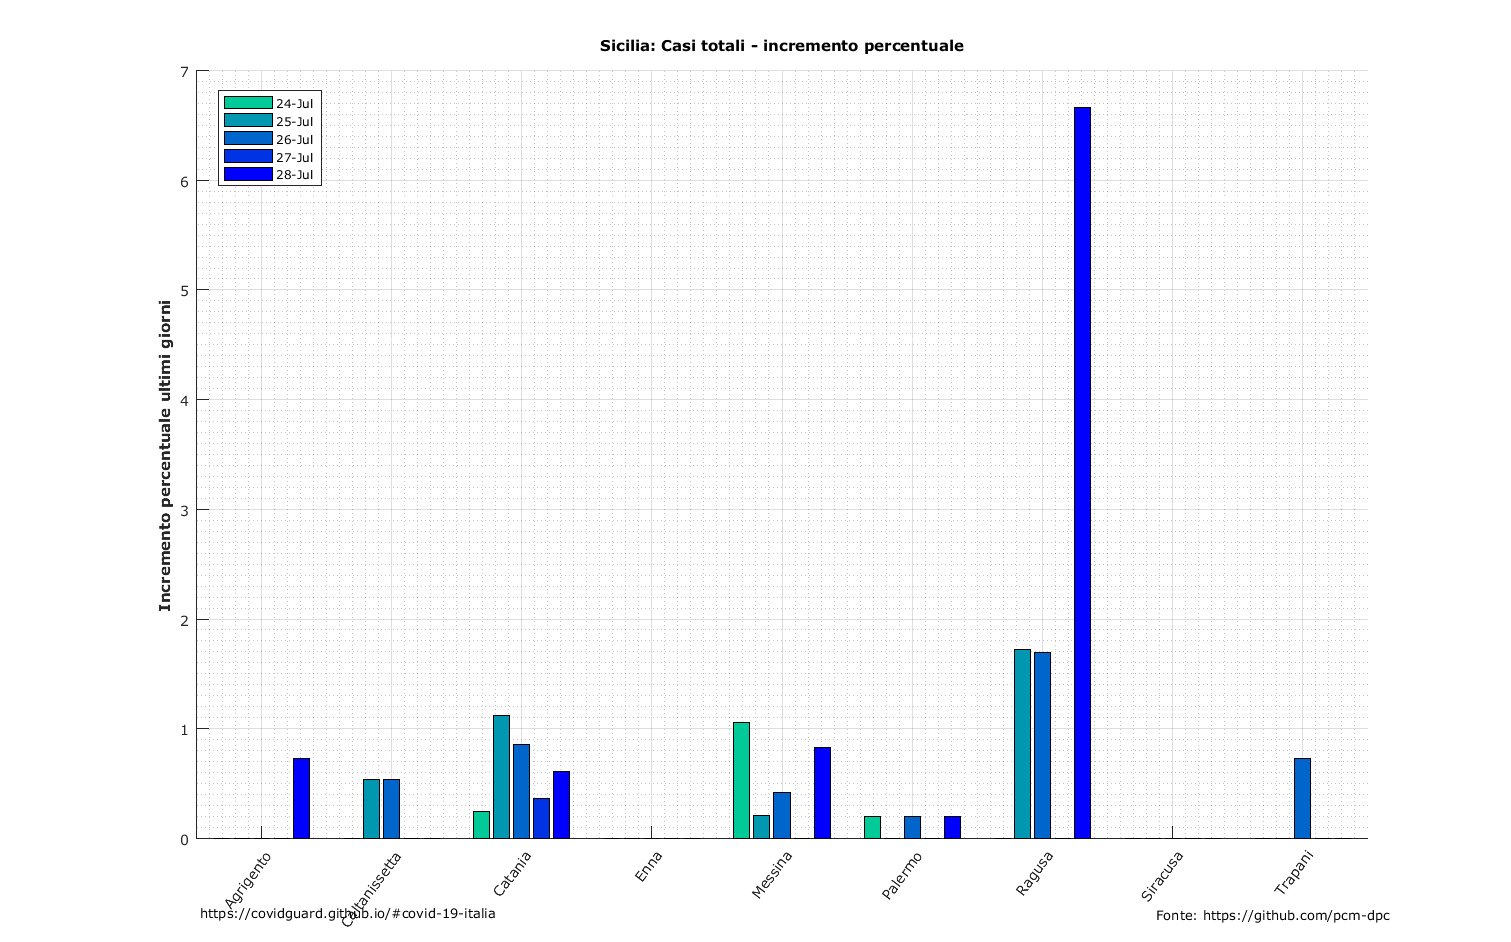 Sicilia: Casi totali - incremento percentuale
7
6
5
4
3
2
1
0
Incremento percentuale ultimi giorni
24-Jul
25-Jul
26-Jul
27-Jul
28-Jul
Agrigento
Caltanissetta
Catania
Enna
Messina
Palermo
Ragusa
Siracusa
Trapani
https://covidguard.github.io/#covid-19-italia
Fonte: https://github.com/pcm-dpc